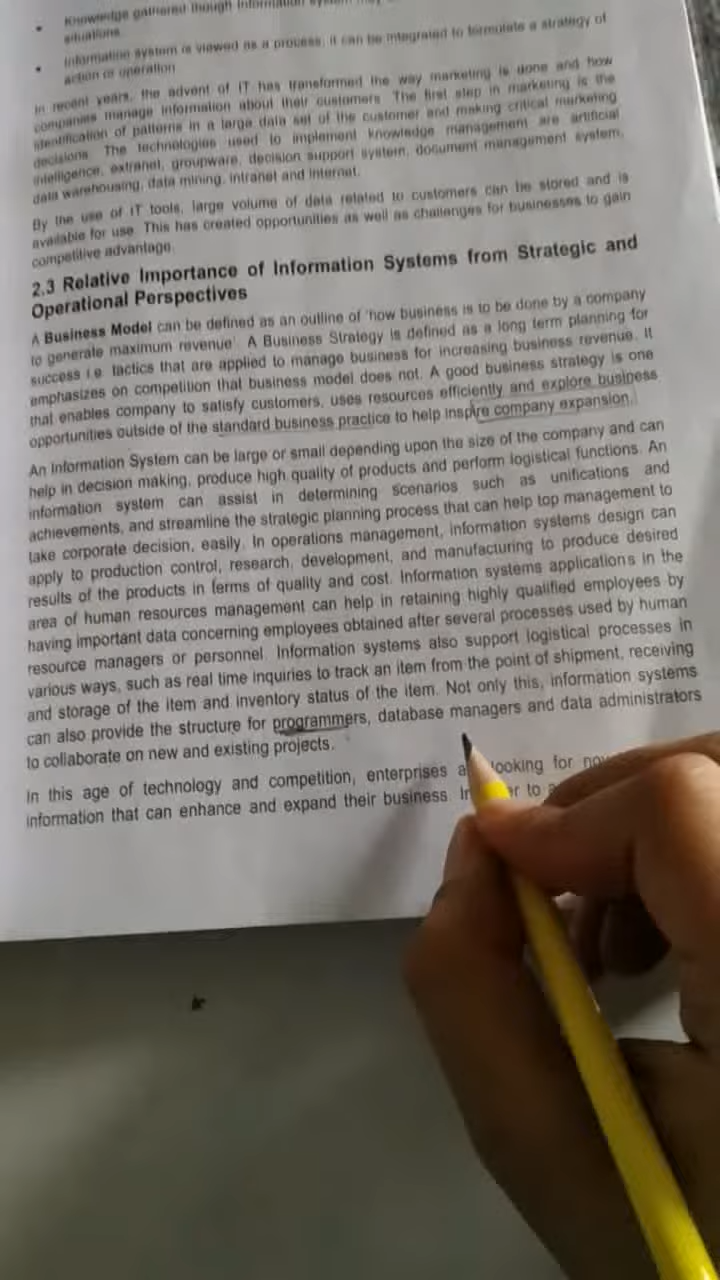 Knowledge gathered though Information system may
situations.
Information system is viewed as a process; it can be integrated to formulate a strategy of
action or operation
In recent years, the advent of IT has transformed the way marketing is done and how
companies manage information about their customers The first step in marketing is the
identification of patterns in a large data set of the customer and making critical marketing
decisions. The technologies used to implement knowledge management are artificial
intelligence, extranet, groupware, decision support system, document management system,
data warehousing, data mining, intranet and Internet.
By the use of IT tools, large volume of data related to customers can be stored and is
available for use. This has created opportunities as well as challenges for businesses to gain
competitive advantage.
2.3 Relative Importance of Information Systems from Strategic and
Operational Perspectives
A Business Model can be defined as an outline of 'how business is to be done by a company
to generate maximum revenue'. A Business Strategy is defined as a long term planning for
success i.e. tactics that are applied to manage business for increasing business revenue. It
emphasizes on competition that business model does not. A good business strategy is one
that enables company to satisfy customers, uses resources efficiently and explore business
opportunities outside of the standard business practice to help inspire company expansion.
An Information System can be large or small depending upon the size of the company and can
help in decision making, produce high quality of products and perform logistical functions. An
information system can assist in determining scenarios such as unifications and
achievements, and streamline the strategic planning process that can help top management to
take corporate decision, easily. In operations management, information systems design can
apply to production control, research, development, and manufacturing to produce desired
results of the products in terms of quality and cost. Information systems applications in the
area of human resources management can help in retaining highly qualified employees by
having important data concerning employees obtained after several processes used by human
resource managers or personnel. Information systems also support logistical processes in
various ways, such as real time inquiries to track an item from the point of shipment, receiving
and storage of the item and inventory status of the item. Not only this, information systems
can also provide the structure for programmers, database managers and data administrators
to collaborate on new and existing projects.
In this age of technology and competition, enterprises looking for
information that can enhance and expand their business. to